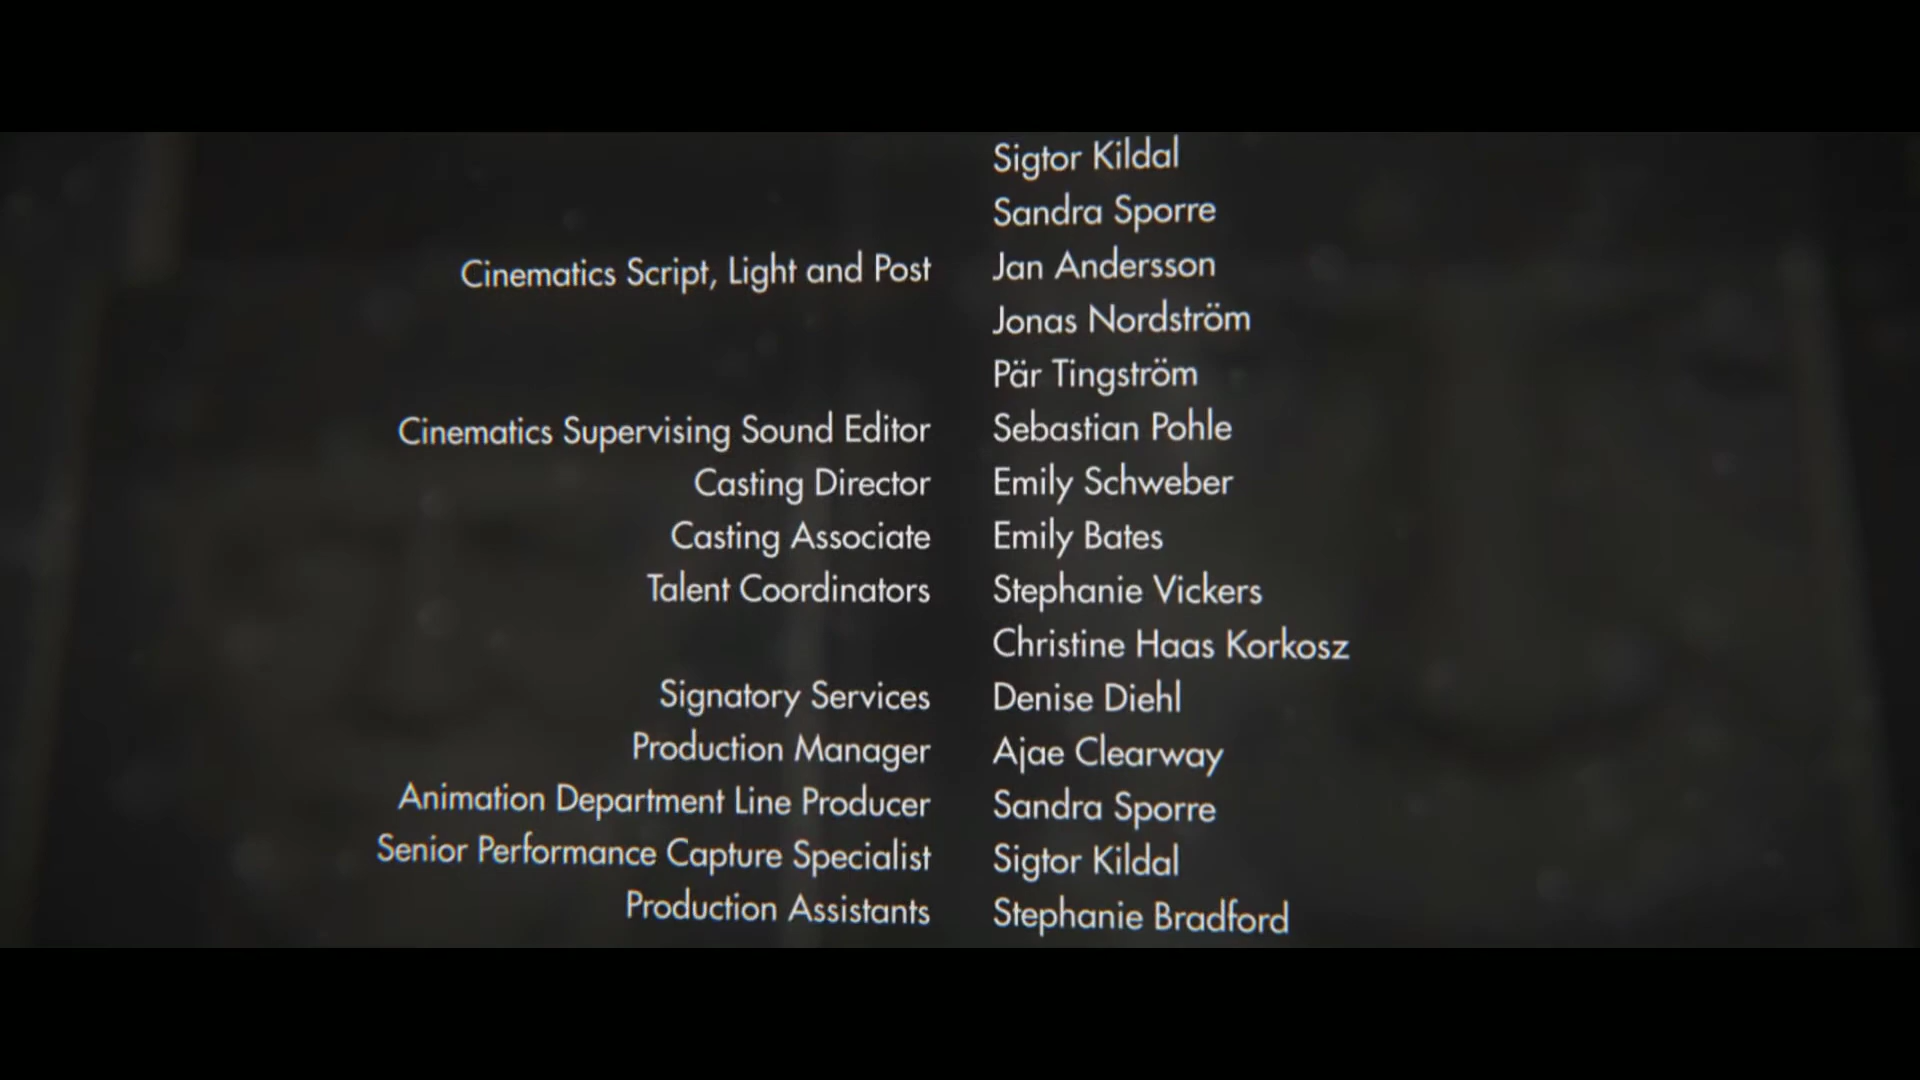 Sigtor Kildal
Sandra Sporre
Cinematics Script, Light and Post Jan Andersson
Jonas Nordström
Pär Tingström
Cinematics Supervising Sound Editor Sebastian Pohle
Casting Director Emily Schweber
Casting Associate Emily Bates
Talent Coordinators Stephanie Vickers
Christine Haas Korkosz
Signatory Services Denise Diehl
Production Manager Ajae Clearway
Animation Department Line Producer Sandra Sporre
Senior Performance Capture Specialist Sigtor Kildal
Production Assistants Stephanie Bradford